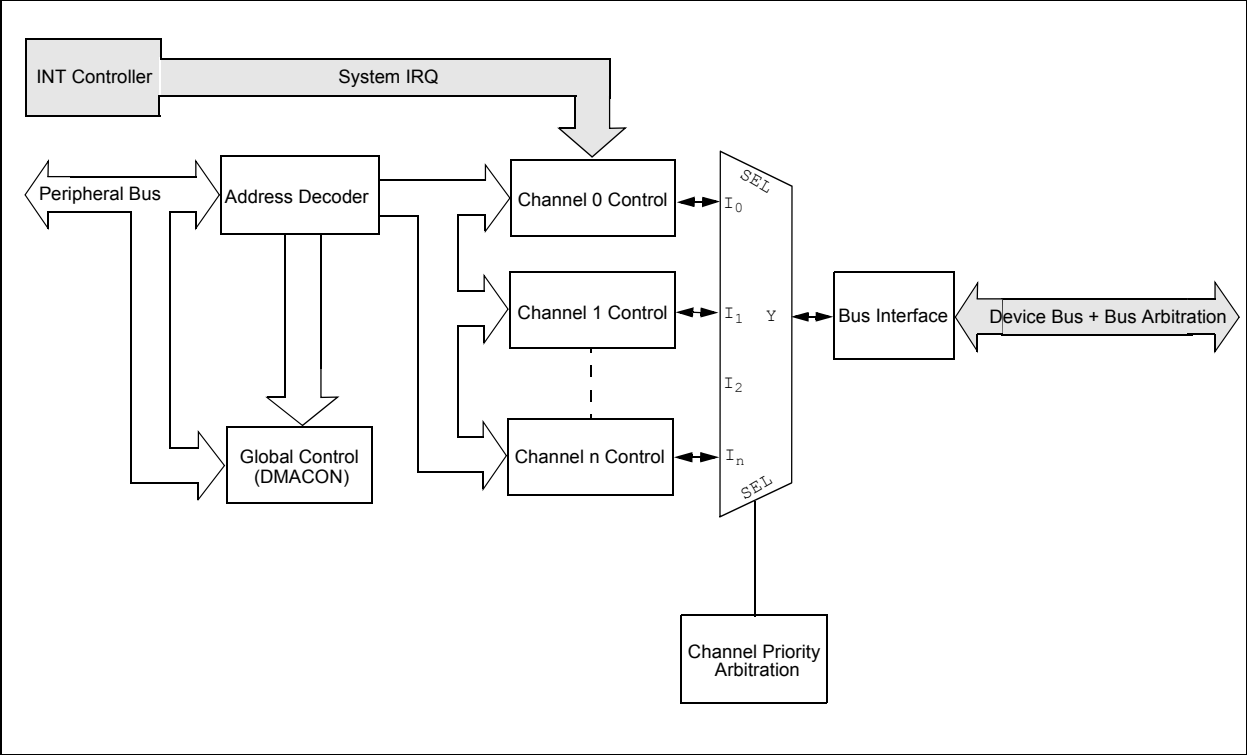 INT Controller
System IRQ
Peripheral Bus
Address Decoder
Channel 0 Control
SEL
I0
Channel 1 Control
I1
Y
Bus Interface
Device Bus + Bus Arbitration
I2
Global Control
(DMACON)
Channel n Control
In
SEL
Channel Priority
Arbitration